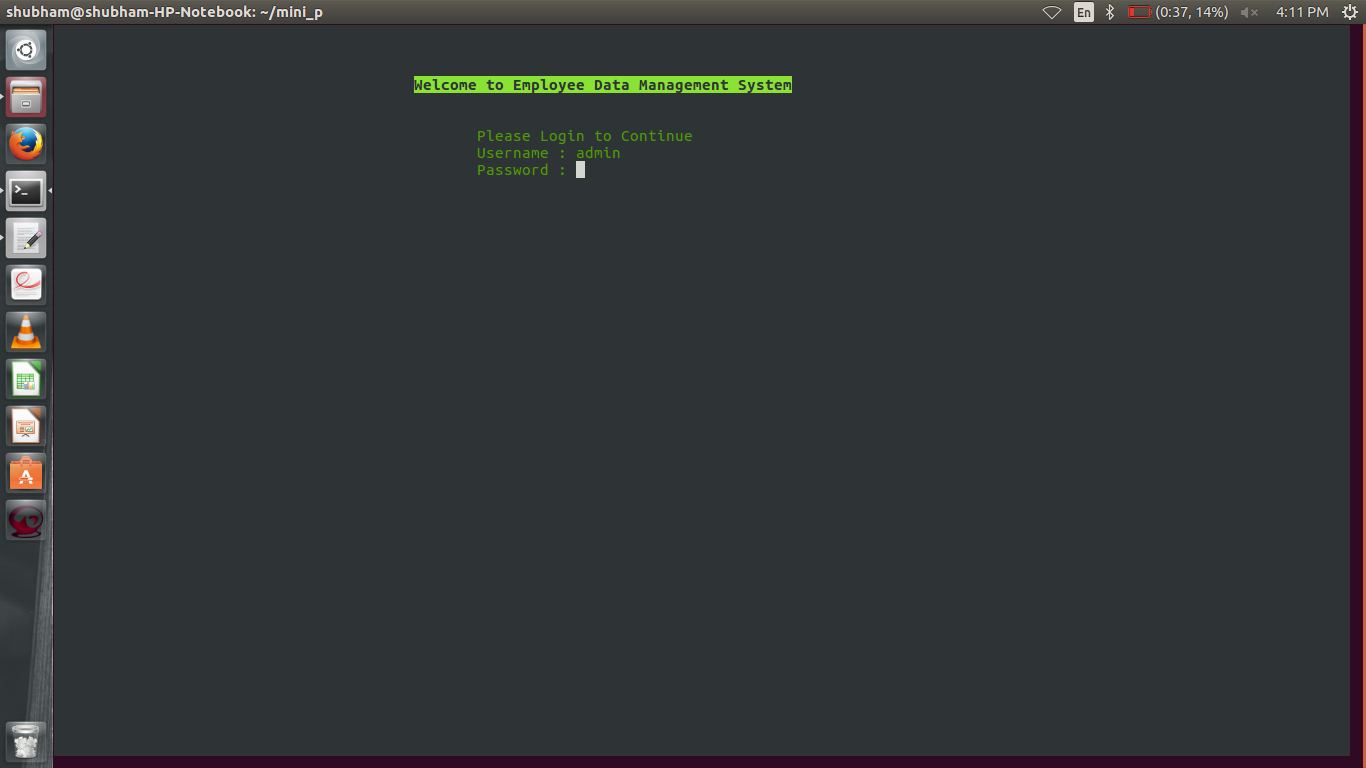 shubham@shubham-HP-Notebook: ~/mini_p
En
(0:37, 14%)
4:11 PM
Welcome to Employee Data Management System
Please Login to Continue
Username : admin
Password :